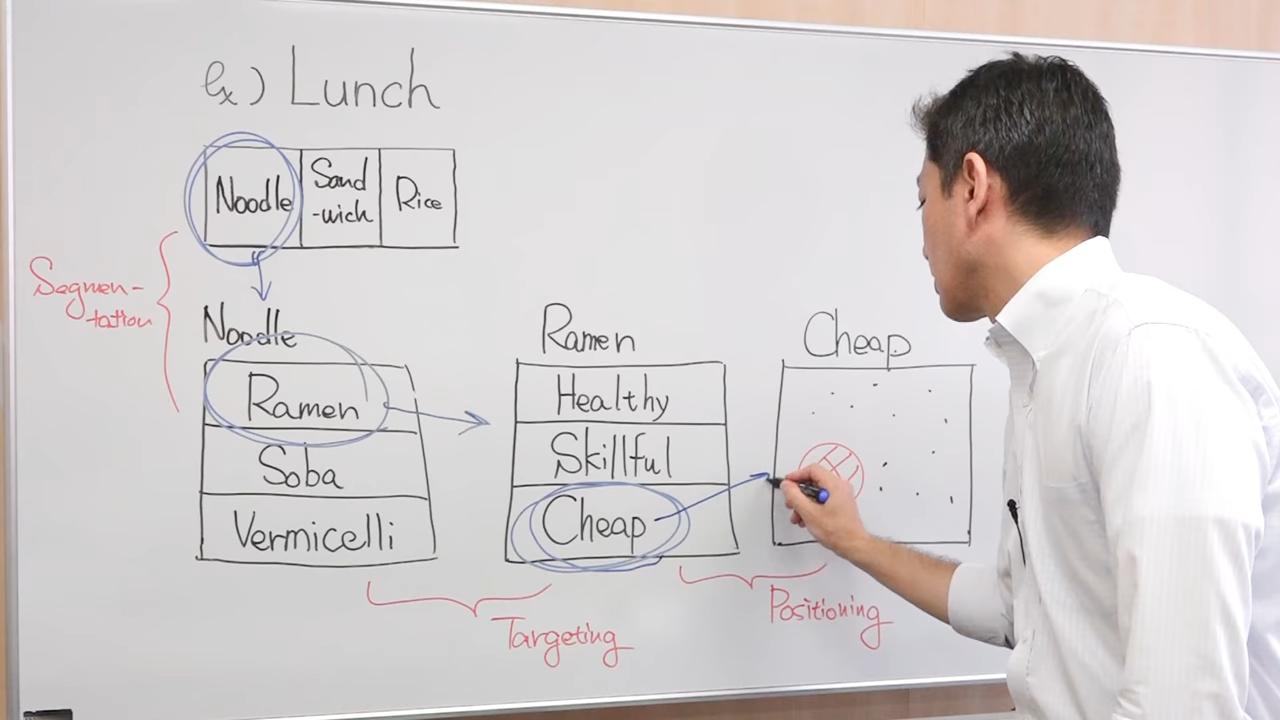 ex) Lunch
Noodle
Sand
-wich
Rice
Segmen-
tation
Noodle
Ramen
Soba
Vermicelli
Ramen
Healthy
Skillful
Cheap
Cheap
Targeting
Positioning